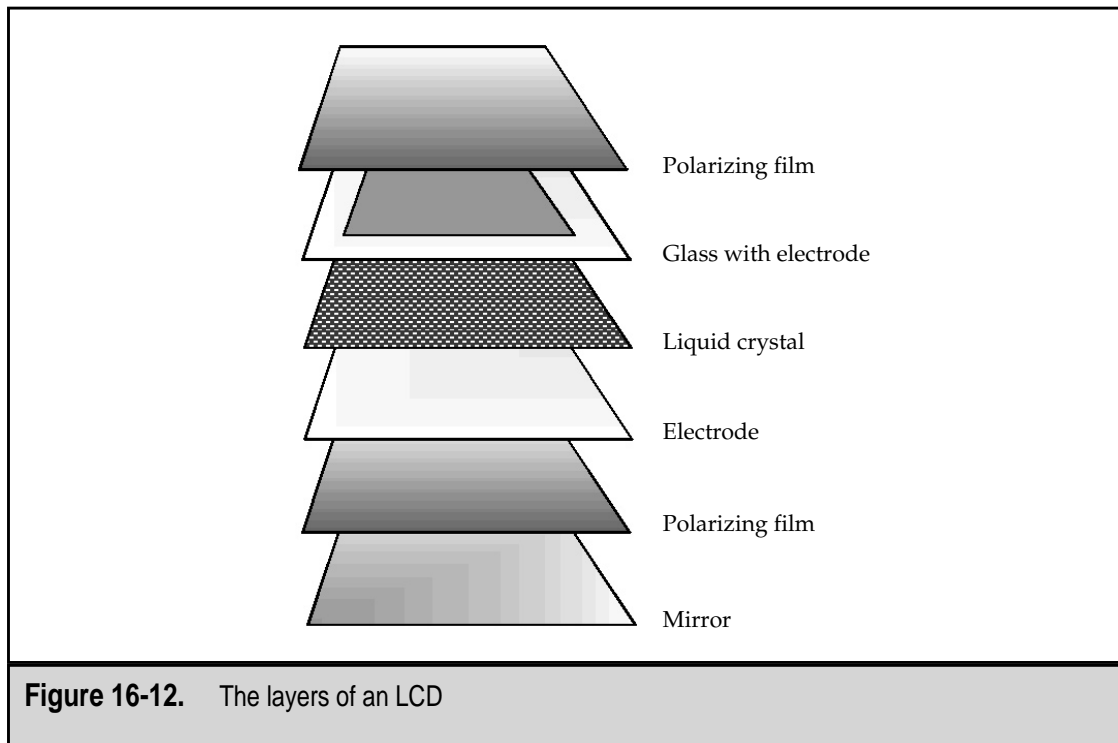 Polarizing film
Glass with electrode
Liquid crystal
Electrode
Polarizing film
Mirror
Figure 16-12. The layers of an LCD